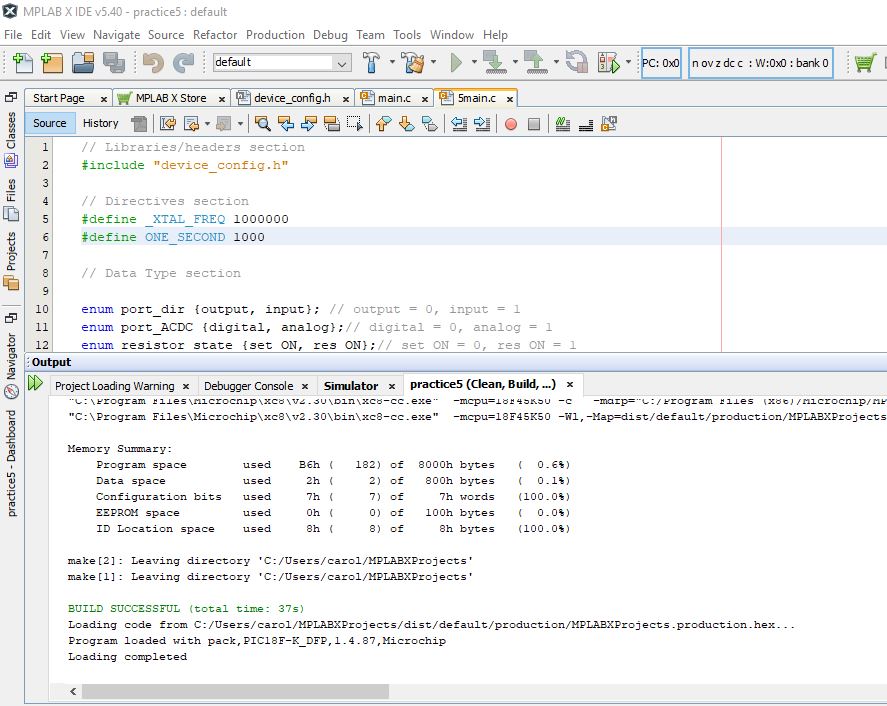 MPLAB X IDE v5.40 - practice5 : default
File Edit View Navigate Source Refactor Production Debug Team Tools Window Help
default
PC: 0x0
n ov z dc c : W:0x0 : bank 0
Start Page x MPLAB X Store x device_config.h x main.c x 5main.c x
Source History
Classes
Files
Projects
Navigator
practice5 - Dashboard
1 // Libraries/headers section
2 #include "device_config.h"
3
4 // Directives section
5 #define _XTAL_FREQ 1000000
6 #define ONE_SECOND 1000
7
8 // Data Type section
9
10 enum port_dir {output, input}; // output = 0, input = 1
11 enum port_ACDC {digital, analog};// digital = 0, analog = 1
12 enum resistor state {set ON, res ON};// set ON = 0, res ON = 1
Output
Project Loading Warning x Debugger Console x Simulator x practice5 (Clean, Build, ...) x
"C:\Program Files\Microchip\xc8\v2.30\bin\xc8-cc.exe" -mcpu=18F45K50 -c -mdfp="C:/Program Files (x86)/Microchip/MP
"C:\Program Files\Microchip\xc8\v2.30\bin\xc8-cc.exe" -mcpu=18F45K50 -Wl,-Map=dist/default/production/MPLABXProjects
Memory Summary:
Program space used B6h ( 182) of 8000h bytes ( 0.6%)
Data space used 2h ( 2) of 800h bytes ( 0.1%)
Configuration bits used 7h ( 7) of 7h words (100.0%)
EEPROM space used 0h ( 0) of 100h bytes ( 0.0%)
ID Location space used 8h ( 8) of 8h bytes (100.0%)
make[2]: Leaving directory 'C:/Users/carol/MPLABXProjects'
make[1]: Leaving directory 'C:/Users/carol/MPLABXProjects'
BUILD SUCCESSFUL (total time: 37s)
Loading code from C:/Users/carol/MPLABXProjects/dist/default/production/MPLABXProjects.production.hex...
Program loaded with pack,PIC18F-K_DFP,1.4.87,Microchip
Loading completed